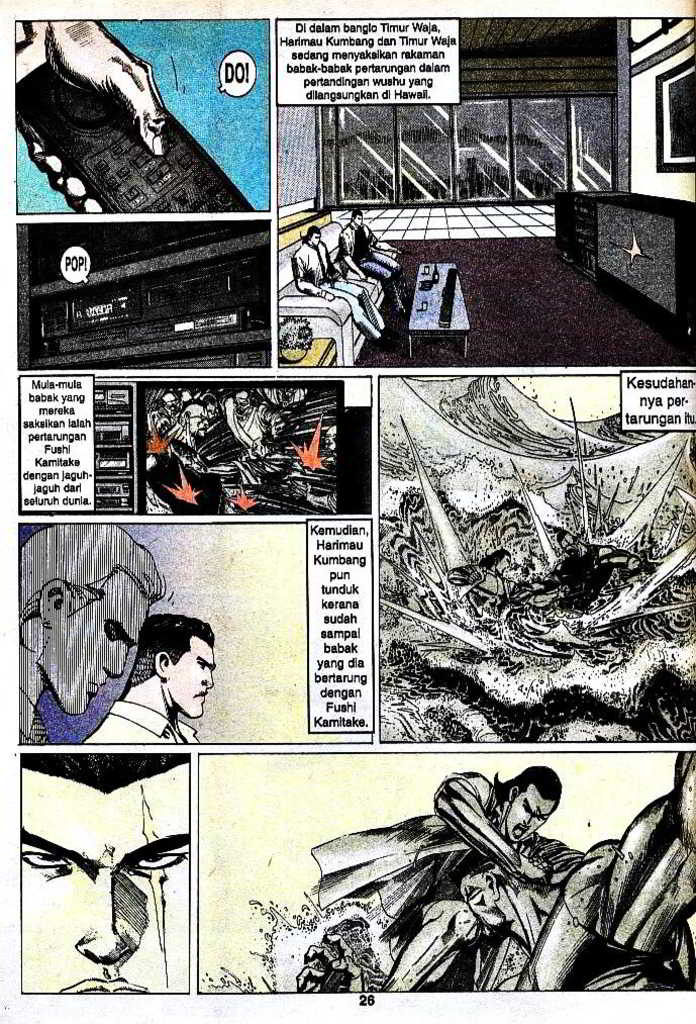 DO!
Di dalam banglo Timur Waja,
Harimau Kumbang dan Timur Waja
sedang menyaksikan rakaman
babak-babak pertarungan dalam
pertandingan wushu yang
dilangsungkan di Hawaii.
POP!
Mula-mula
babak yang
mereka
saksikan ialah
pertarungan
Fushi
Kamitake
dengan jaguh-
jaguh dari
seluruh dunia.
Kesudahan-
nya per-
tarungan itu.
Kemudian,
Harimau
Kumbang
pun
tunduk
kerana
sudah
sampai
babak
yang dia
bertarung
dengan
Fushi
Kamitake.
26